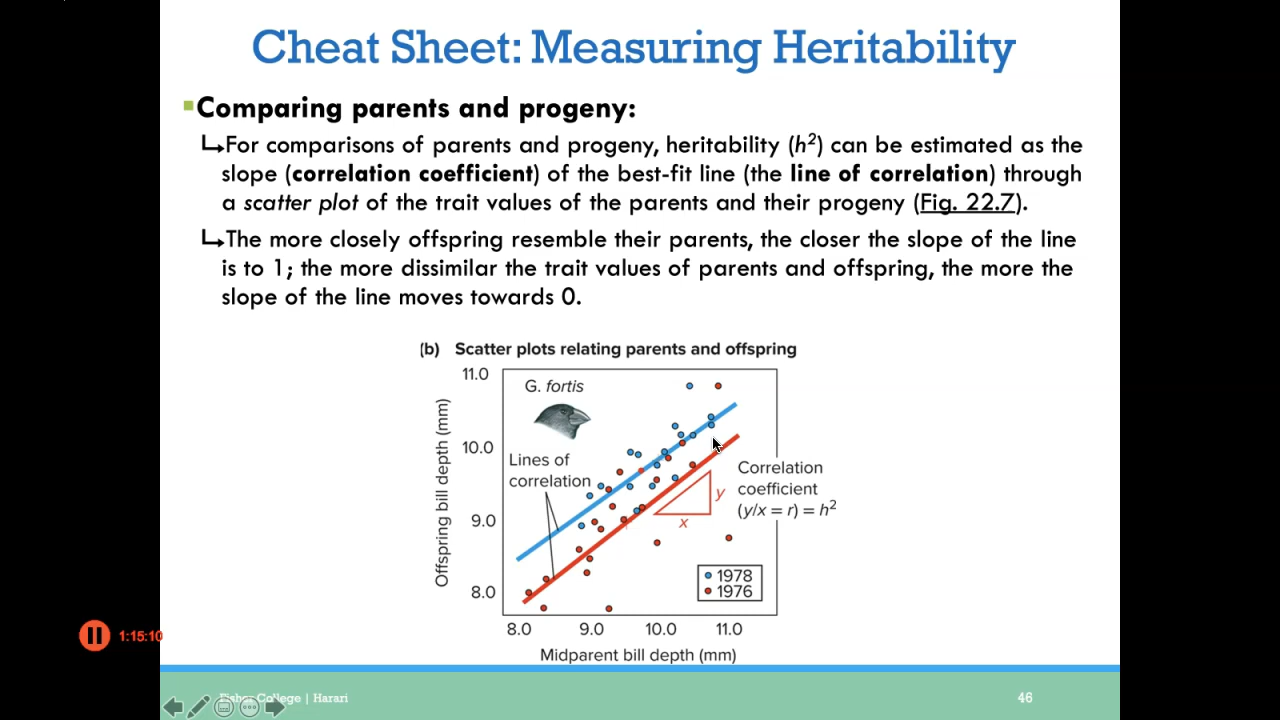 Cheat Sheet: Measuring Heritability
Comparing parents and progeny:
For comparisons of parents and progeny, heritability (h²) can be estimated as the
slope (correlation coefficient) of the best-fit line (the line of correlation) through
a scatter plot of the trait values of the parents and their progeny (Fig. 22.7).
The more closely offspring resemble their parents, the closer the slope of the line
is to 1; the more dissimilar the trait values of parents and offspring, the more the
slope of the line moves towards 0.
(b) Scatter plots relating parents and offspring
11.0
10.0
9.0
8.0
Offspring bill depth (mm)
G. fortis
Lines of
correlation
y
x
Correlation
coefficient
(y/x = r) = h²
1978
1976
8.0 9.0 10.0 11.0
Midparent bill depth (mm)
1:15:10
Fisher College | Harari
46